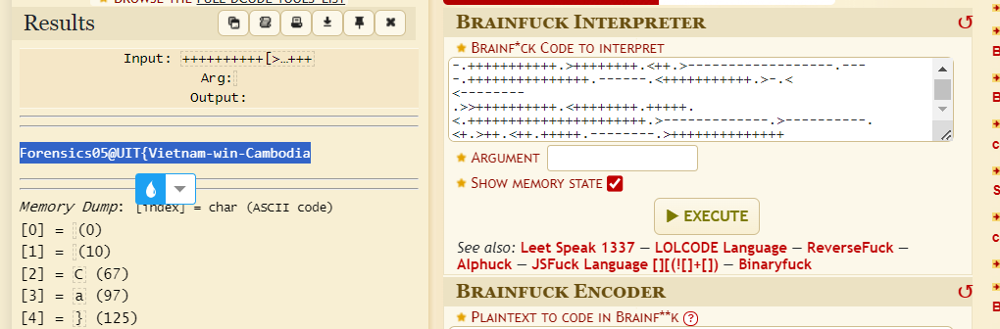 BROWSE THE FULL DCODE TOOLS' LIST
Results
Input: ++++++++++[>…+++
Arg:
Output:
Forensics05@UIT{Vietnam-win-Cambodia
Memory Dump: [index] = char (ASCII code)
[0] = (0)
[1] = (10)
[2] = C (67)
[3] = a (97)
[4] = } (125)
BRAINFUCK INTERPRETER
BRAINF*CK CODE TO INTERPRET
-.+++++++++++.>++++++++.<++.>------------------.---
-.+++++++++++++++++.------.<+++++++++++.>-.<
<--------
.>>+++++++++++.<++++++++.+++++.
<.+++++++++++++++++++++++.>-------------.>----------.
<+.>++.<++.+++++.--------.>+++++++++++++++
ARGUMENT
SHOW MEMORY STATE
EXECUTE
See also: Leet Speak 1337 — LOLCODE Language — ReverseFuck —
Alphuck — JSFuck Language [][(![]+[]) — Binaryfuck
BRAINFUCK ENCODER
PLAINTEXT TO CODE IN BRAINF**K ?